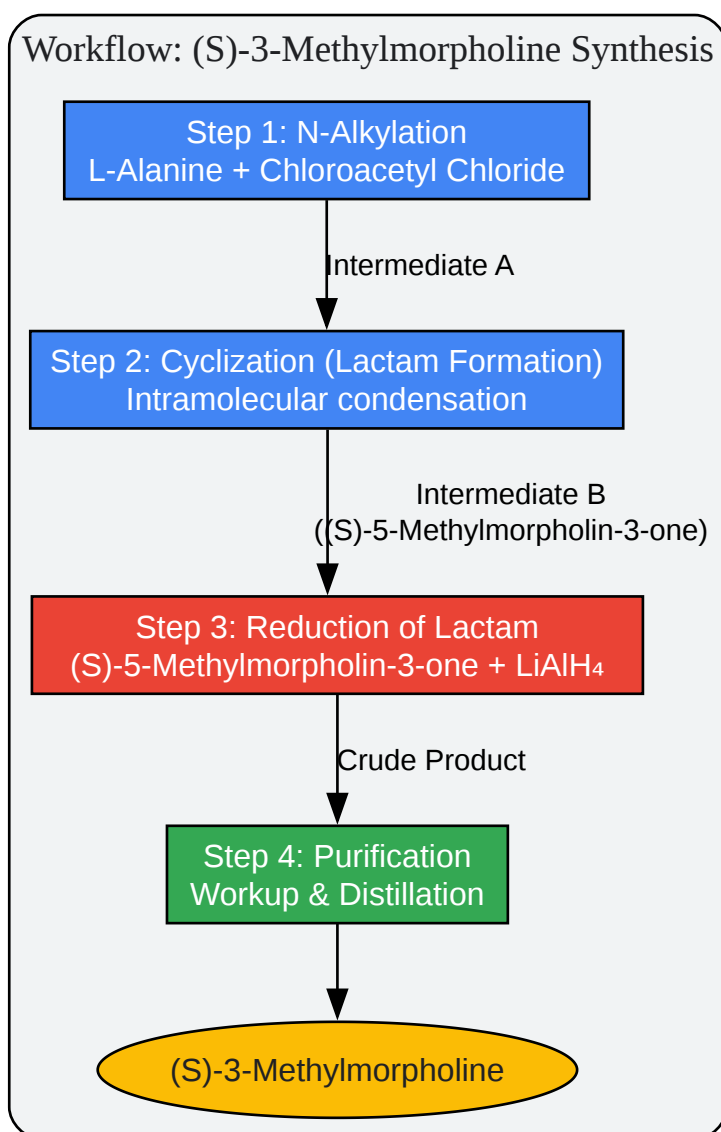 Workflow: (S)-3-Methylmorpholine Synthesis
Step 1: N-Alkylation
L-Alanine + Chloroacetyl Chloride
Intermediate A
Step 2: Cyclization (Lactam Formation)
Intramolecular condensation
Intermediate B
((S)-5-Methylmorpholin-3-one)
Step 3: Reduction of Lactam
(S)-5-Methylmorpholin-3-one + LiAlH₄
Crude Product
Step 4: Purification
Workup & Distillation
(S)-3-Methylmorpholine